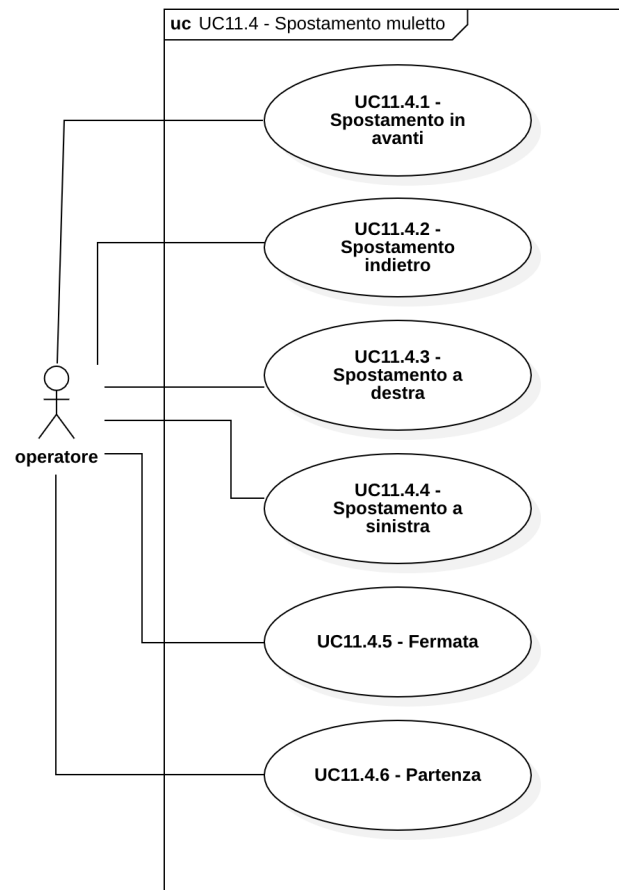 uc UC11.4 - Spostamento muletto
UC11.4.1 -
Spostamento in
avanti
UC11.4.2 -
Spostamento
indietro
UC11.4.3 -
Spostamento a
destra
operatore
UC11.4.4 -
Spostamento a
sinistra
UC11.4.5 - Fermata
UC11.4.6 - Partenza